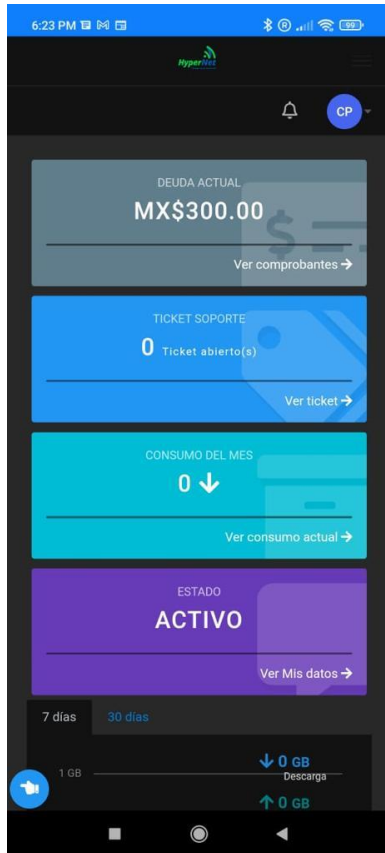 6:23 PM
99
HyperNet
CP
DEUDA ACTUAL
MX$300.00
Ver comprobantes
TICKET SOPORTE
0 Ticket abierto(s)
Ver ticket
CONSUMO DEL MES
0
Ver consumo actual
ESTADO
ACTIVO
Ver Mis datos
7 días 30 días
0 GB
1 GB
Descarga
0 GB